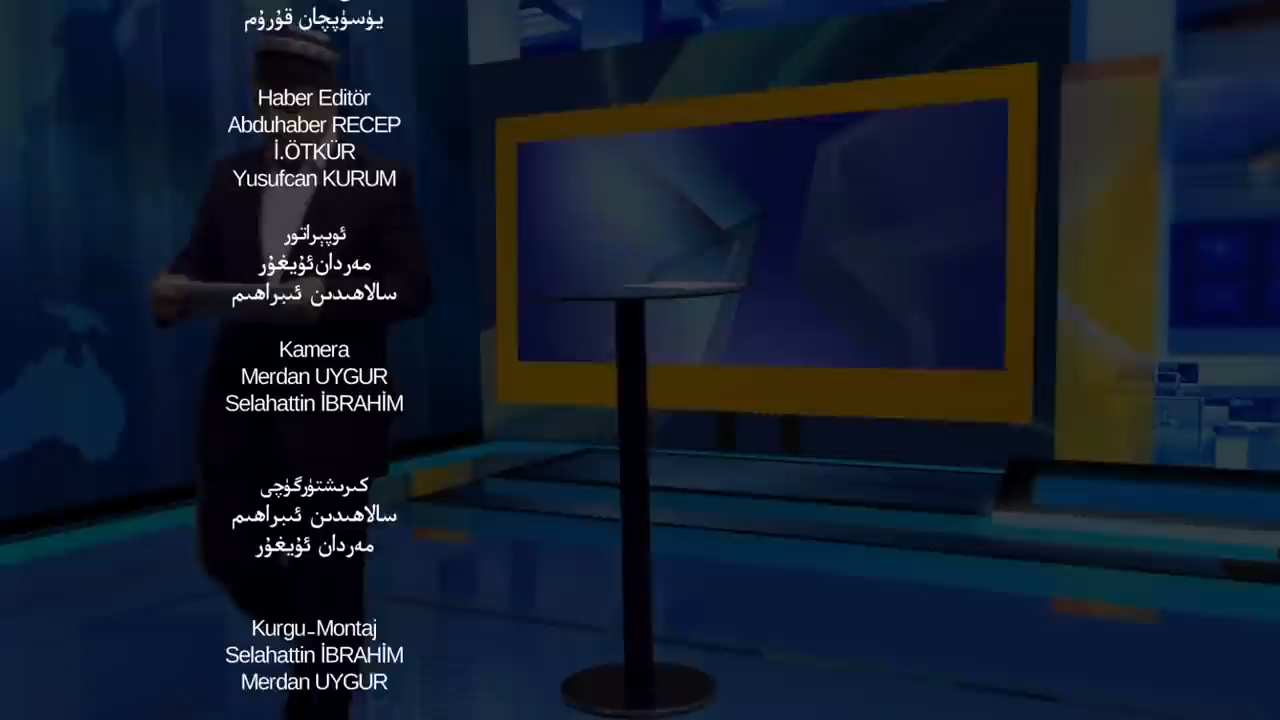 يۈسۈپجان قۇرۇم
Haber Editör
Abduhaber RECEP
İ.ÖTKÜR
Yusufcan KURUM
ئوپېراتور
مەردان ئۇيغۇر
سالاھىدىن ئىبراھىم
Kamera
Merdan UYGUR
Selahattin İBRAHİM
كىرىشتۈرگۈچى
سالاھىدىن ئىبراھىم
مەردان ئۇيغۇر
Kurgu-Montaj
Selahattin İBRAHİM
Merdan UYGUR